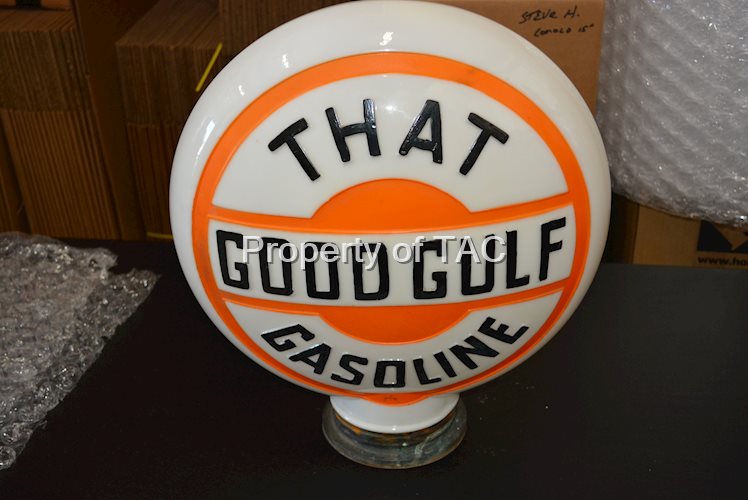 STEVE H.
THAT
GOOD GULF
Property of TAC
GASOLINE